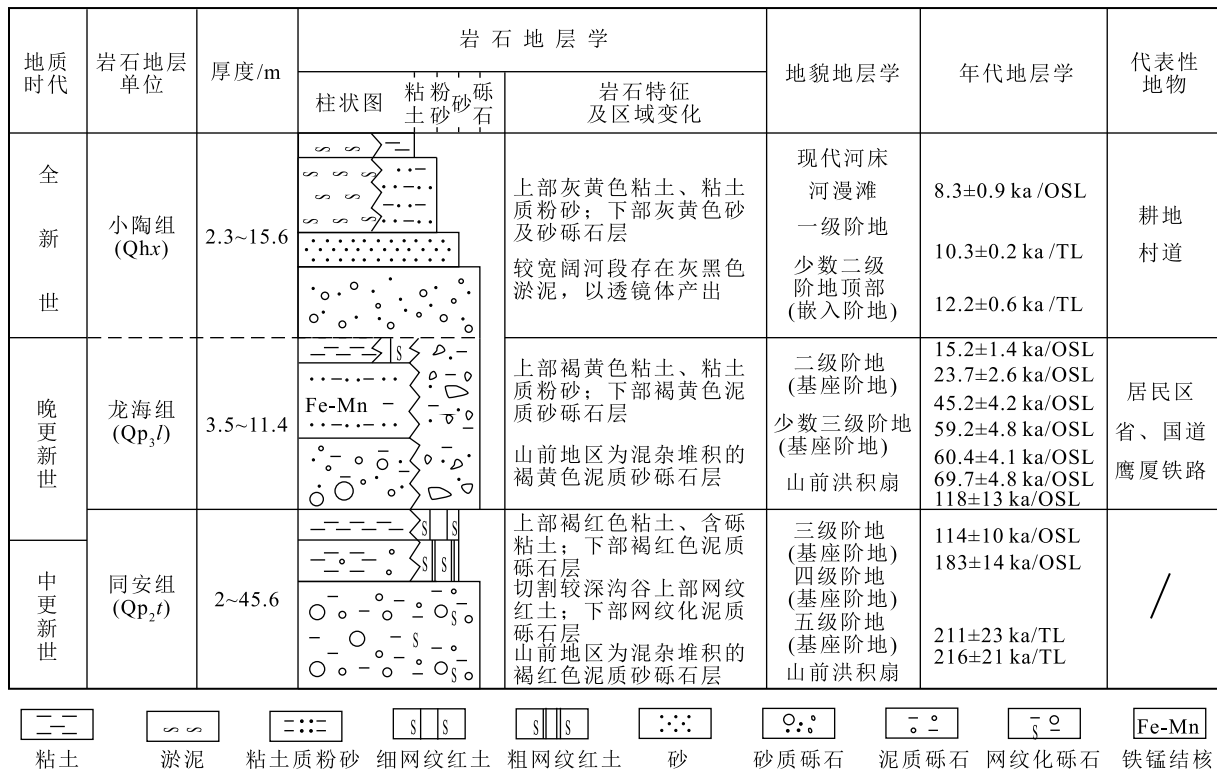 地质
时代
岩石地层
单位
厚度/m
岩石地层学
柱状图
粘土
粉砂
砂
砾石
岩石特征
及区域变化
地貌地层学
年代地层学
代表性
地物
全
新
世
小陶组
(Qhx)
2.3~15.6
上部灰黄色粘土、粘土
质粉砂；下部灰黄色砂
及砂砾石层
较宽阔河段存在灰黑色
淤泥，以透镜体产出
现代河床
河漫滩
一级阶地
少数二级
阶地顶部
(嵌入阶地)
8.3±0.9 ka /OSL
10.3±0.2 ka /TL
12.2±0.6 ka /TL
耕地
村道
晚
更
新
世
龙海组
(Qp3l)
3.5~11.4
Fe-Mn
上部褐黄色粘土、粘土
质粉砂；下部褐黄色泥
质砂砾石层
山前地区为混杂堆积的
褐黄色泥质砂砾石层
二级阶地
(基座阶地)
少数三级阶地
(基座阶地)
山前洪积扇
15.2±1.4 ka/OSL
23.7±2.6 ka/OSL
45.2±4.2 ka/OSL
59.2±4.8 ka/OSL
60.4±4.1 ka/OSL
69.7±4.8 ka/OSL
118±13 ka/OSL
居民区
省、国道
鹰厦铁路
中
更
新
世
同安组
(Qp2t)
2~45.6
上部褐红色粘土、含砾
粘土；下部褐红色泥质
砾石层
切割较深沟谷上部网纹
红土；下部网纹化泥质
砾石层
山前地区为混杂堆积的
褐红色泥质砂砾石层
三级阶地
(基座阶地)
四级阶地
(基座阶地)
五级阶地
(基座阶地)
山前洪积扇
114±10 ka/OSL
183±14 ka/OSL
211±23 ka/TL
216±21 ka/TL
/
粘土
淤泥
粘土质粉砂
细网纹红土
粗网纹红土
砂
砂质砾石
泥质砾石
网纹化砾石
Fe-Mn
铁锰结核